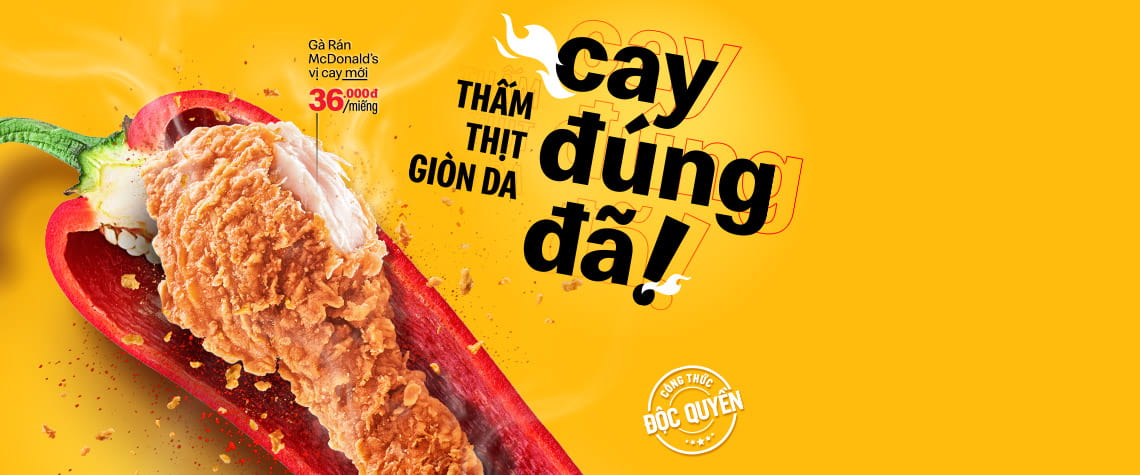 Gà Rán
McDonald's
vị cay mới
36.000đ
/miếng
THẤM
THỊT
GIÒN DA
cay
đúng
đã!
CÔNG THỨC
ĐỘC QUYỀN